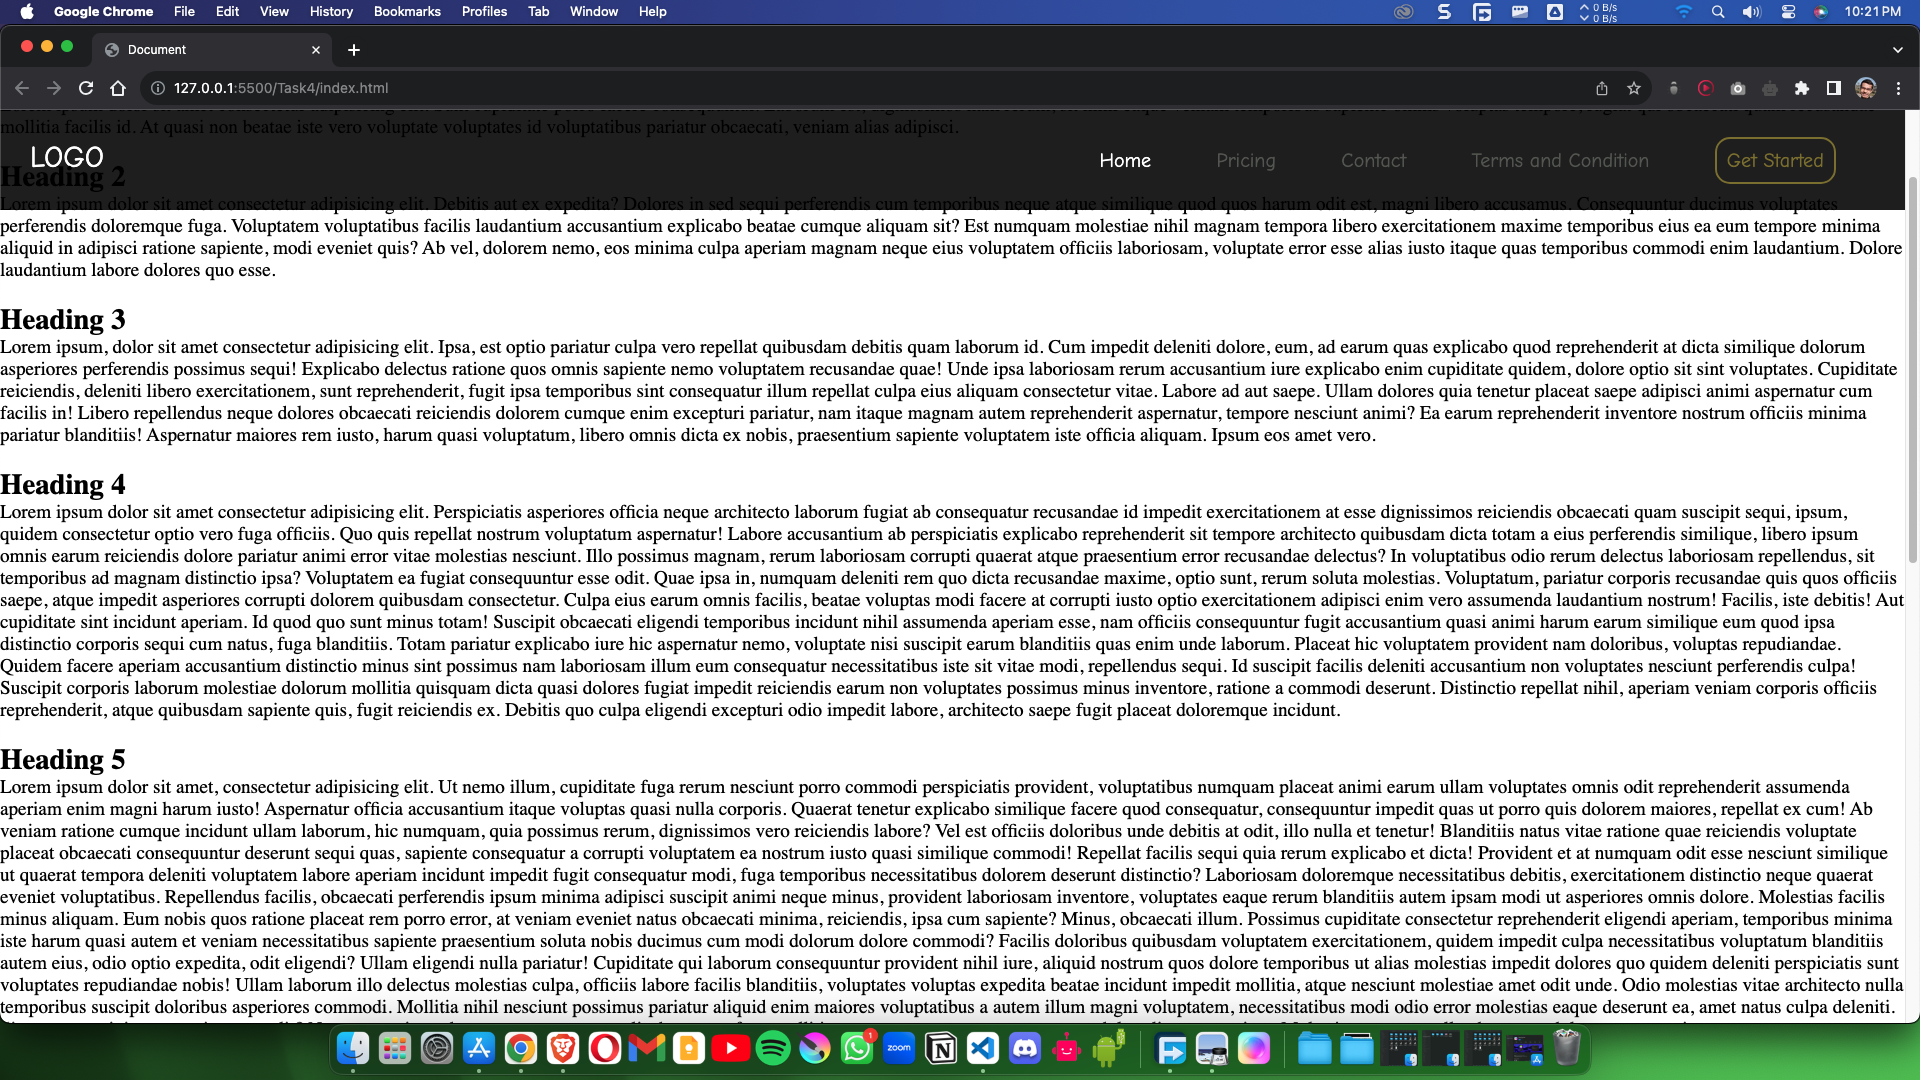 Google Chrome File Edit View History Bookmarks Profiles Tab Window Help
0 B/s
0 B/s
10:21 PM
Document
127.0.0.1:5500/Task4/index.html
mollitia facilis id. At quasi non beatae iste vero voluptate voluptates id voluptatibus pariatur obcaecati, veniam alias adipisci.
LOGO Home Pricing Contact Terms and Condition Get Started
Heading 2
Lorem ipsum dolor sit amet consectetur adipisicing elit. Debitis aut ex expedita? Dolores in sed sequi perferendis cum temporibus neque atque similique quod quos harum odit est, magni libero accusamus. Consequuntur ducimus voluptates
perferendis doloremque fuga. Voluptatem voluptatibus facilis laudantium accusantium explicabo beatae cumque aliquam sit? Est numquam molestiae nihil magnam tempora libero exercitationem maxime temporibus eius ea eum tempore minima
aliquid in adipisci ratione sapiente, modi eveniet quis? Ab vel, dolorem nemo, eos minima culpa aperiam magnam neque eius voluptatem officiis laboriosam, voluptate error esse alias iusto itaque quas temporibus commodi enim laudantium. Dolore
laudantium labore dolores quo esse.
Heading 3
Lorem ipsum, dolor sit amet consectetur adipisicing elit. Ipsa, est optio pariatur culpa vero repellat quibusdam debitis quam laborum id. Cum impedit deleniti dolore, eum, ad earum quas explicabo quod reprehenderit at dicta similique dolorum
asperiores perferendis possimus sequi! Explicabo delectus ratione quos omnis sapiente nemo voluptatem recusandae quae! Unde ipsa laboriosam rerum accusantium iure explicabo enim cupiditate quidem, dolore optio sit sint voluptates. Cupiditate
reiciendis, deleniti libero exercitationem, sunt reprehenderit, fugit ipsa temporibus sint consequatur illum repellat culpa eius aliquam consectetur vitae. Labore ad aut saepe. Ullam dolores quia tenetur placeat saepe adipisci animi aspernatur cum
facilis in! Libero repellendus neque dolores obcaecati reiciendis dolorem cumque enim excepturi pariatur, nam itaque magnam autem reprehenderit aspernatur, tempore nesciunt animi? Ea earum reprehenderit inventore nostrum officiis minima
pariatur blanditiis! Aspernatur maiores rem iusto, harum quasi voluptatum, libero omnis dicta ex nobis, praesentium sapiente voluptatem iste officia aliquam. Ipsum eos amet vero.
Heading 4
Lorem ipsum dolor sit amet consectetur adipisicing elit. Perspiciatis asperiores officia neque architecto laborum fugiat ab consequatur recusandae id impedit exercitationem at esse dignissimos reiciendis obcaecati quam suscipit sequi, ipsum,
quidem consectetur optio vero fuga officiis. Quo quis repellat nostrum voluptatum aspernatur! Labore accusantium ab perspiciatis explicabo reprehenderit sit tempore architecto quibusdam dicta totam a eius perferendis similique, libero ipsum
omnis earum reiciendis dolore pariatur animi error vitae molestias nesciunt. Illo possimus magnam, rerum laboriosam corrupti quaerat atque praesentium error recusandae delectus? In voluptatibus odio rerum delectus laboriosam repellendus, sit
temporibus ad magnam distinctio ipsa? Voluptatem ea fugiat consequuntur esse odit. Quae ipsa in, numquam deleniti rem quo dicta recusandae maxime, optio sunt, rerum soluta molestias. Voluptatum, pariatur corporis recusandae quis quos officiis
saepe, atque impedit asperiores corrupti dolorem quibusdam consectetur. Culpa eius earum omnis facilis, beatae voluptas modi facere at corrupti iusto optio exercitationem adipisci enim vero assumenda laudantium nostrum! Facilis, iste debitis! Aut
cupiditate sint incidunt aperiam. Id quod quo sunt minus totam! Suscipit obcaecati eligendi temporibus incidunt nihil assumenda aperiam esse, nam officiis consequuntur fugit accusantium quasi animi harum earum similique eum quod ipsa
distinctio corporis sequi cum natus, fuga blanditiis. Totam pariatur explicabo iure hic aspernatur nemo, voluptate nisi suscipit earum blanditiis quas enim unde laborum. Placeat hic voluptatem provident nam doloribus, voluptas repudiandae.
Quidem facere aperiam accusantium distinctio minus sint possimus nam laboriosam illum eum consequatur necessitatibus iste sit vitae modi, repellendus sequi. Id suscipit facilis deleniti accusantium non voluptates nesciunt perferendis culpa!
Suscipit corporis laborum molestiae dolorum mollitia quisquam dicta quasi dolores fugiat impedit reiciendis earum non voluptates possimus minus inventore, ratione a commodi deserunt. Distinctio repellat nihil, aperiam veniam corporis officiis
reprehenderit, atque quibusdam sapiente quis, fugit reiciendis ex. Debitis quo culpa eligendi excepturi odio impedit labore, architecto saepe fugit placeat doloremque incidunt.
Heading 5
Lorem ipsum dolor sit amet, consectetur adipisicing elit. Ut nemo illum, cupiditate fuga rerum nesciunt porro commodi perspiciatis provident, voluptatibus numquam placeat animi earum ullam voluptates omnis odit reprehenderit assumenda
aperiam enim magni harum iusto! Aspernatur officia accusantium itaque voluptas quasi nulla corporis. Quaerat tenetur explicabo similique facere quod consequatur, consequuntur impedit quas ut porro quis dolorem maiores, repellat ex cum! Ab
veniam ratione cumque incidunt ullam laborum, hic numquam, quia possimus rerum, dignissimos vero reiciendis labore? Vel est officiis doloribus unde debitis at odit, illo nulla et tenetur! Blanditiis natus vitae ratione quae reiciendis voluptate
placeat obcaecati consequuntur deserunt sequi quas, sapiente consequatur a corrupti voluptatem ea nostrum iusto quasi similique commodi! Repellat facilis sequi quia rerum explicabo et dicta! Provident et at numquam odit esse nesciunt similique
ut quaerat tempora deleniti voluptatem labore aperiam incidunt impedit fugit consequatur modi, fuga temporibus necessitatibus dolorem deserunt distinctio? Laboriosam doloremque necessitatibus debitis, exercitationem distinctio neque quaerat
eveniet voluptatibus. Repellendus facilis, obcaecati perferendis ipsum minima adipisci suscipit animi neque minus, provident laboriosam inventore, voluptates eaque rerum blanditiis autem ipsam modi ut asperiores omnis dolore. Molestias facilis
minus aliquam. Eum nobis quos ratione placeat rem porro error, at veniam eveniet natus obcaecati minima, reiciendis, ipsa cum sapiente? Minus, obcaecati illum. Possimus cupiditate consectetur reprehenderit eligendi aperiam, temporibus minima
iste harum quasi autem et veniam necessitatibus sapiente praesentium soluta nobis ducimus cum modi dolorum dolore commodi? Facilis doloribus quibusdam voluptatem exercitationem, quidem impedit culpa necessitatibus voluptatum blanditiis
autem eius, odio optio expedita, odit eligendi? Ullam eligendi nulla pariatur! Cupiditate qui laborum consequuntur provident nihil iure, aliquid nostrum quos dolore temporibus ut alias molestias impedit dolores quo quidem deleniti perspiciatis sunt
voluptates repudiandae nobis! Ullam laborum illo delectus molestias culpa, officiis labore facilis blanditiis, voluptates voluptas expedita beatae incidunt impedit mollitia, atque nesciunt molestiae amet odit unde. Odio molestias vitae architecto nulla
temporibus suscipit doloribus asperiores commodi. Mollitia nihil nesciunt possimus pariatur aliquid enim maiores voluptatibus a autem illum magni voluptatem, necessitatibus modi odio error molestias eaque deserunt ea, amet natus culpa deleniti.
1
zoom